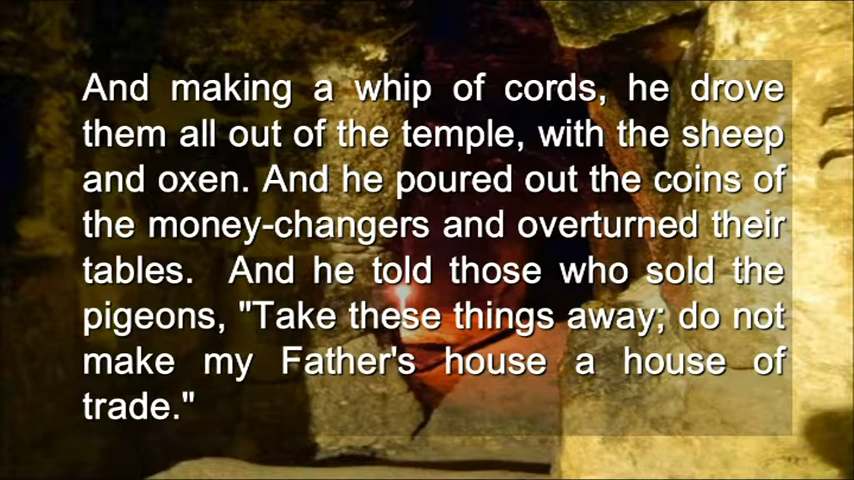 And making a whip of cords, he drove
them all out of the temple, with the sheep
and oxen. And he poured out the coins of
the money-changers and overturned their
tables.  And he told those who sold the
pigeons, "Take these things away; do not
make my Father's house a house of
trade."